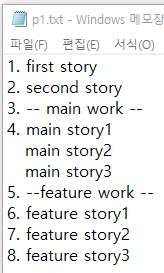 p1.txt - Windows 메모장
파일(F) 편집(E) 서식(O)
1. first story
2. second story
3. -- main work --
4. main story1
main story2
main story3
5. --feature work --
6. feature story1
7. feature story2
8. feature story3